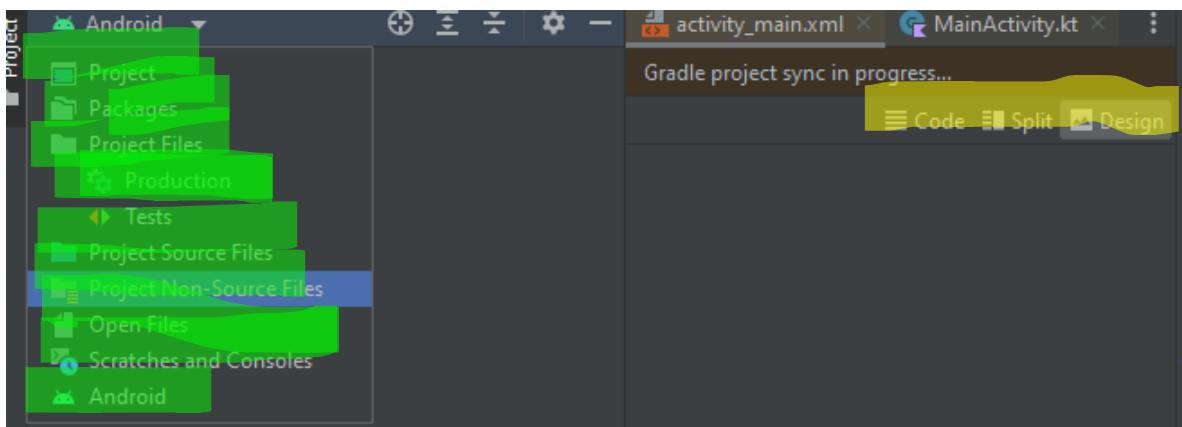 Project
Android
activity_main.xml
MainActivity.kt
Gradle project sync in progress...
Code Split Design
Project
Packages
Project Files
Production
Tests
Project Source Files
Project Non-Source Files
Open Files
Scratches and Consoles
Android